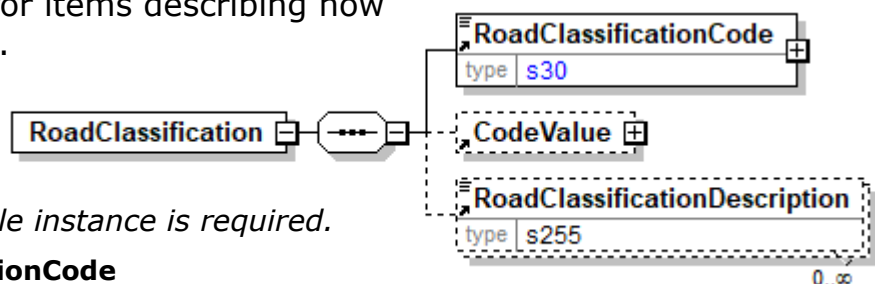 or items describing how
.
RoadClassificationCode
type s30
RoadClassification
CodeValue
RoadClassificationDescription
type s255
0..∞
le instance is required.
ionCode